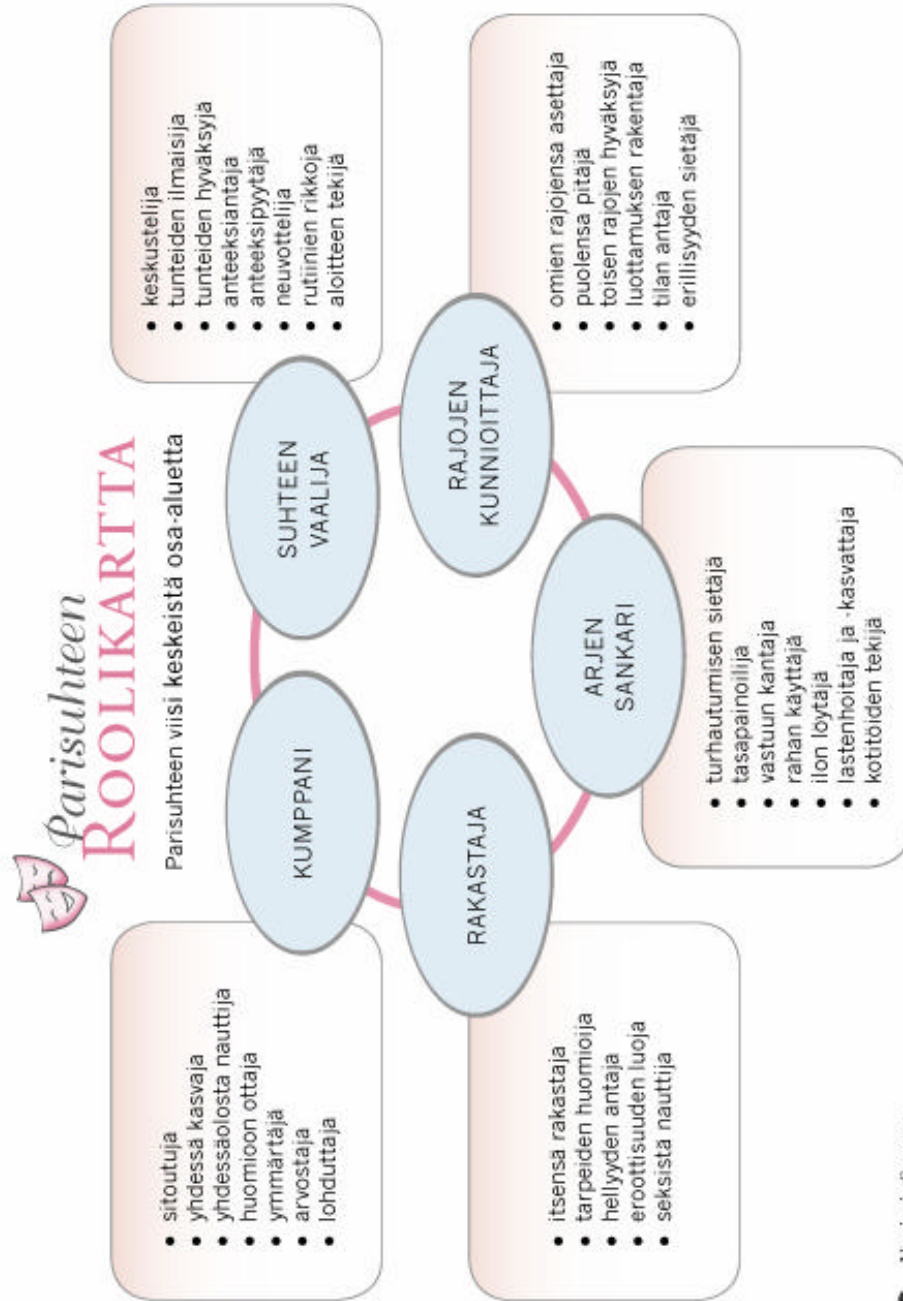 Parisuhteen
ROOLIKARTTA
Parisuhteen viisi keskeistä osa-aluetta
• sitoutuja
• yhdessä kasvaja
• yhdessäolosta nauttija
• huomioon ottaja
• ymmärtäjä
• arvostaja
• lohduttaja
KUMPPANI
SUHTEEN
VAALIJA
• keskustelija
• tunteiden ilmaisija
• tunteiden hyväksyjä
• anteeksiantaja
• anteeksipyytäjä
• neuvottelija
• rutiinien rikkoja
• aloitteen tekijä
• itsensä rakastaja
• tarpeiden huomioija
• hellyyden antaja
• eroottisuuden luoja
• seksistä nauttija
RAKASTAJA
RAJOJEN
KUNNIOITTAJA
• omien rajojensa asettaja
• puolensa pitäjä
• toisen rajojen hyväksyjä
• luottamuksen rakentaja
• tilan antaja
• erillisyyden sietäjä
ARJEN
SANKARI
• turhautumisen sietäjä
• tasapainoilija
• vastuun kantaja
• rahan käyttäjä
• ilon löytäjä
• lastenhoitaja ja -kasvattaja
• kotitöiden tekijä